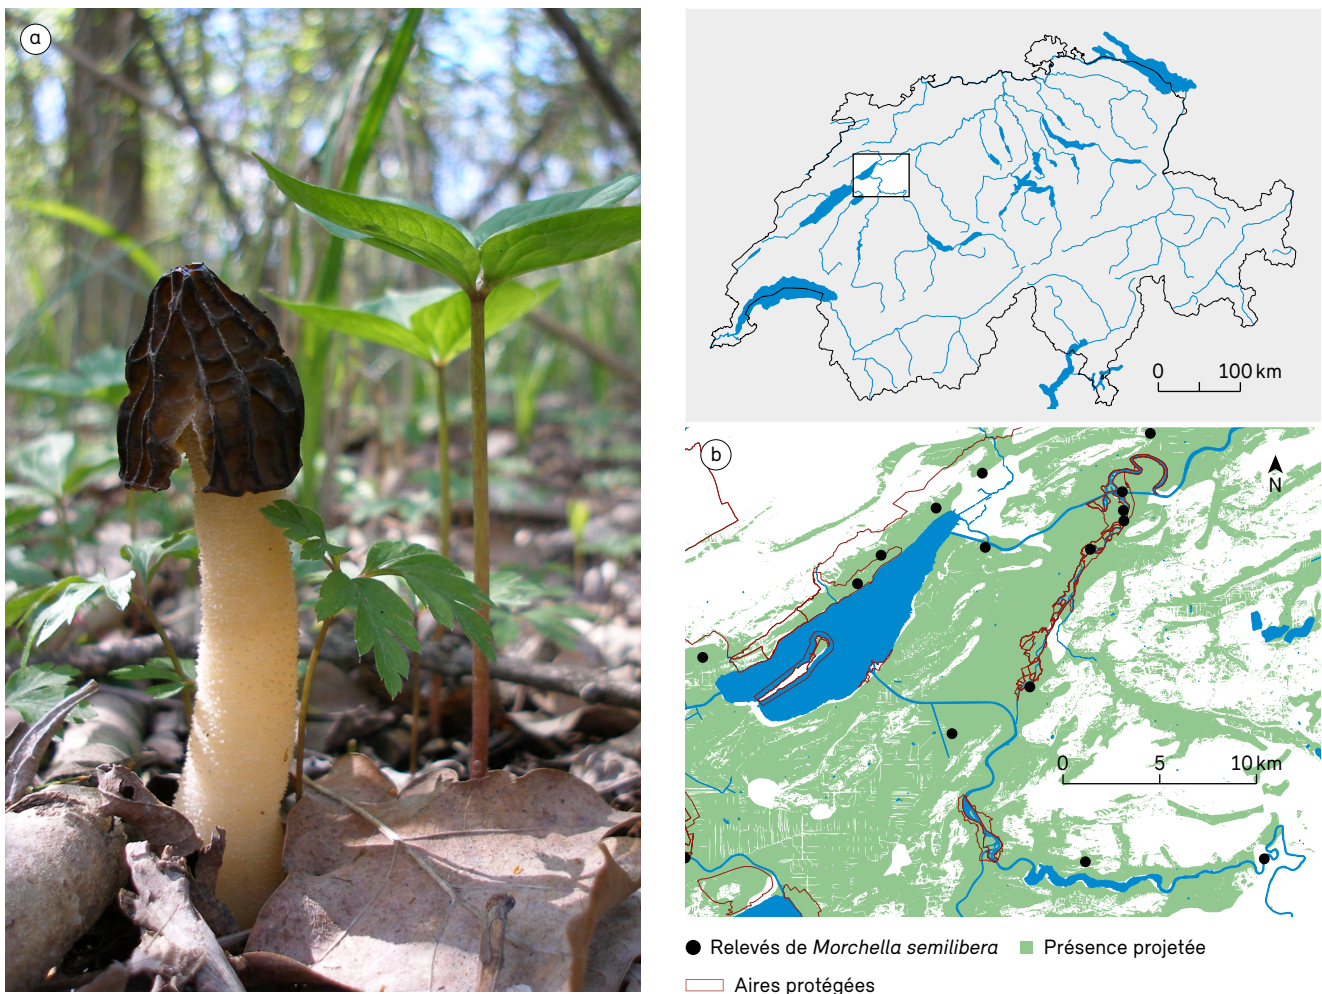 a
0 100 km
b
N
0 5 10 km
Relevés de Morchella semilibera Présence projetée
Aires protégées